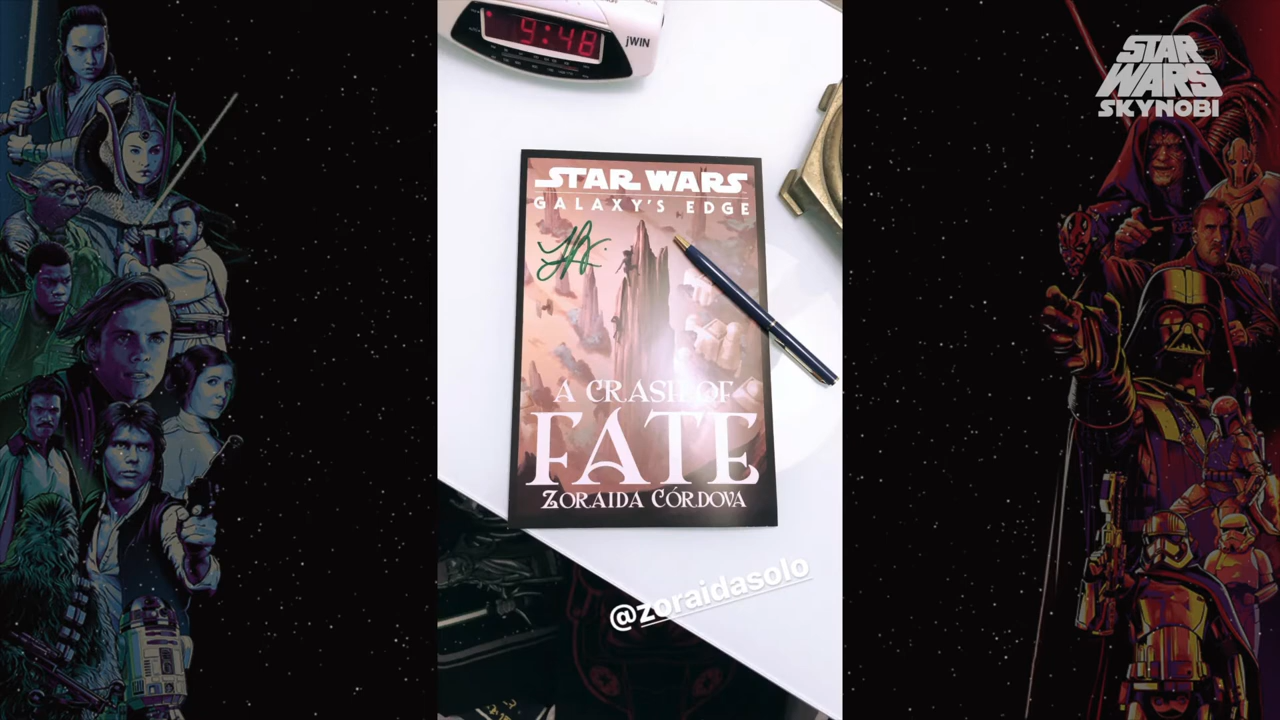 9:48
jWIN
STAR
WARS
SKYNOBI
STAR WARS
GALAXY'S EDGE
A CRASH OF
FATE
ZORAIDA CÓRDOVA
@zoraidasolo